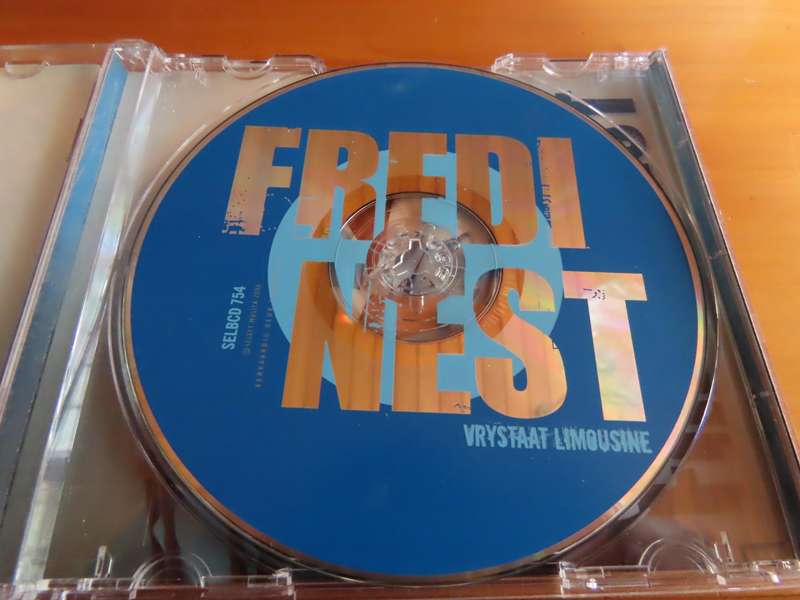 FREDI
NEST
VRYSTAAT LIMOUSINE
SELBCD 754